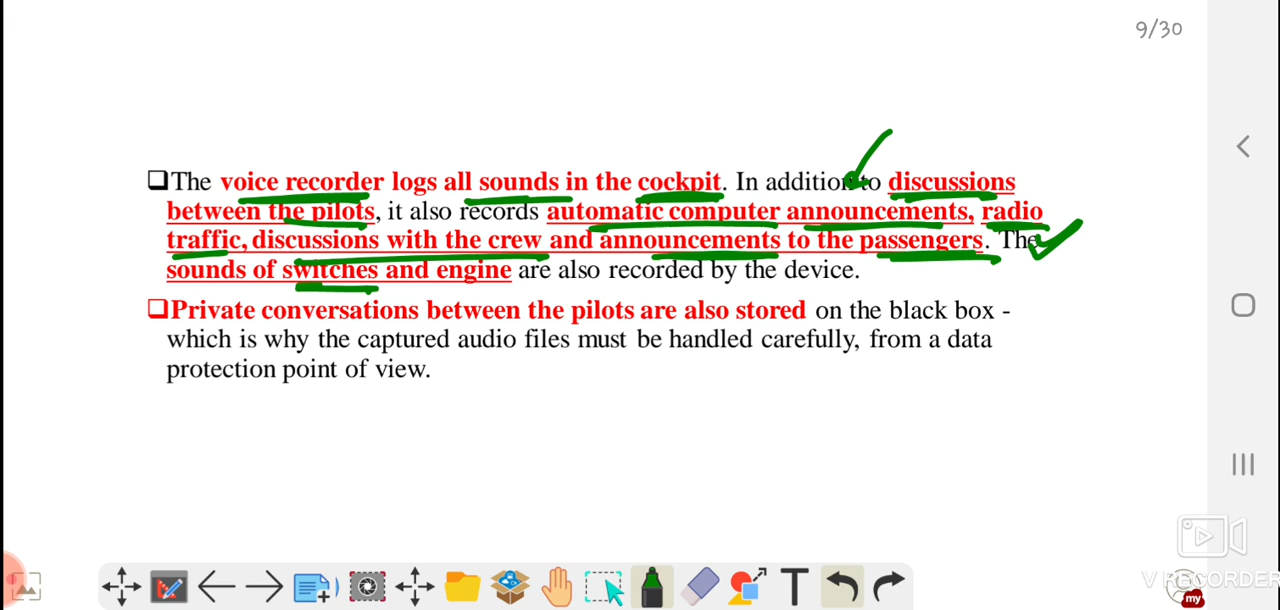 9/30
❑The voice recorder logs all sounds in the cockpit. In addition to discussions
between the pilots, it also records automatic computer announcements, radio
traffic, discussions with the crew and announcements to the passengers. The
sounds of switches and engine are also recorded by the device.
❑Private conversations between the pilots are also stored on the black box -
which is why the captured audio files must be handled carefully, from a data
protection point of view.
V RECORDER
my